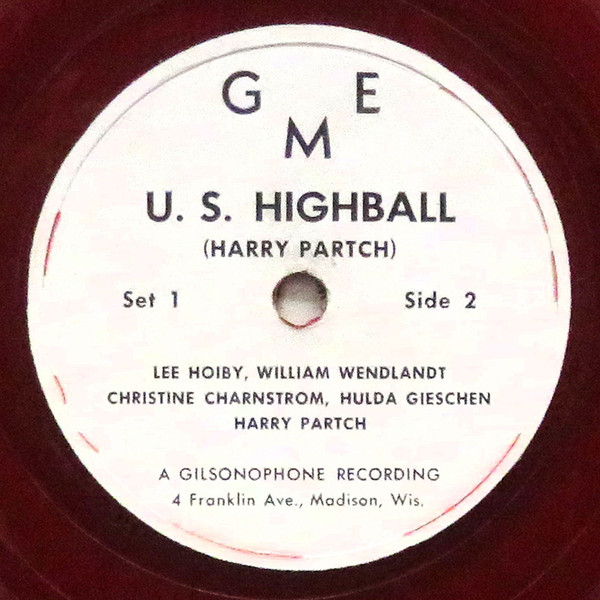 G E
M
U. S. HIGHBALL
(HARRY PARTCH)
Set 1 Side 2
LEE HOIBY, WILLIAM WENDLANDT
CHRISTINE CHARNSTROM, HULDA GIESCHEN
HARRY PARTCH
A GILSONOPHONE RECORDING
4 Franklin Ave., Madison, Wis.